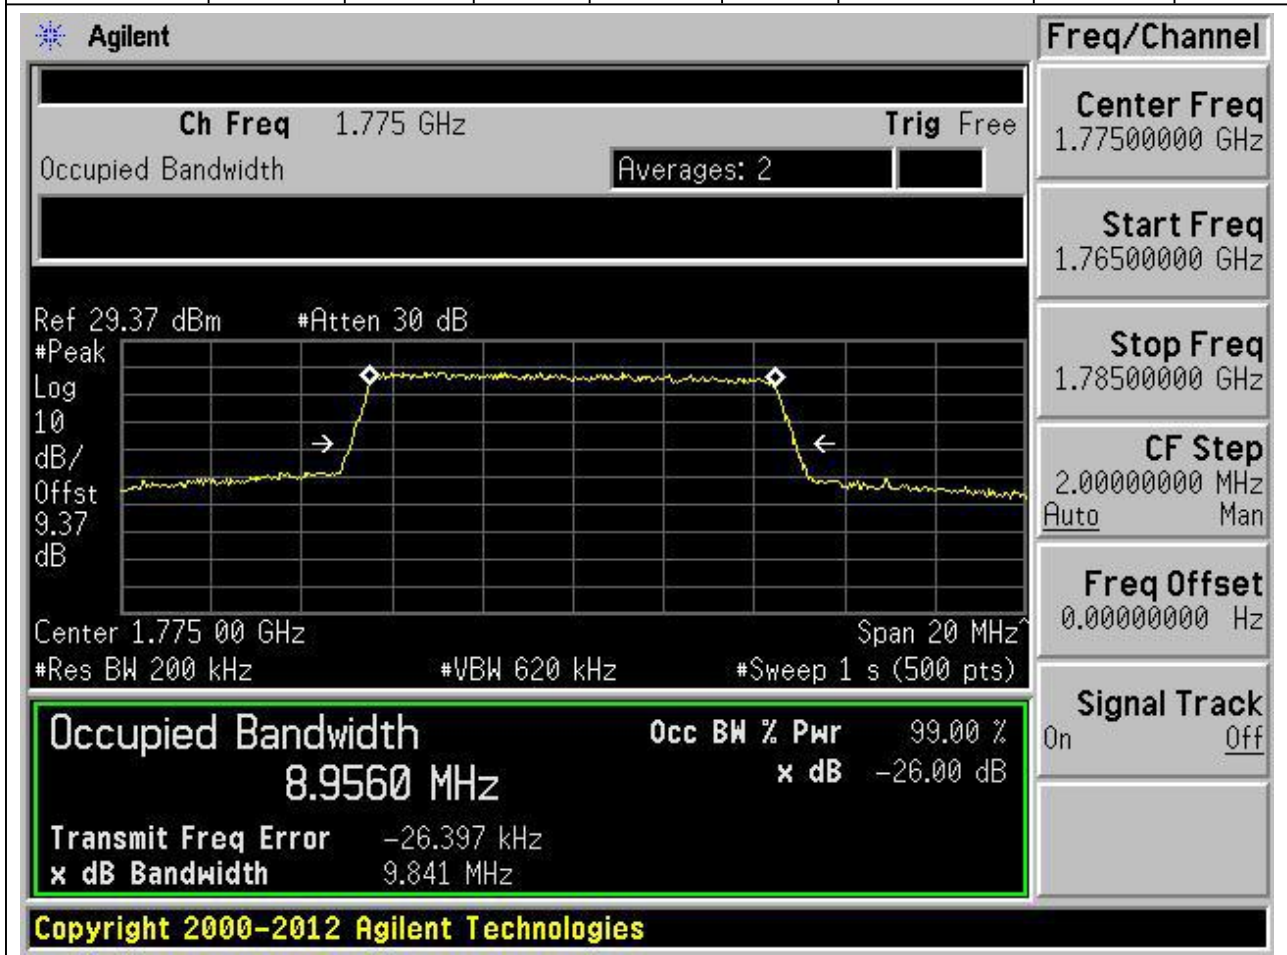 Agilent
Freq/Channel
Ch Freq 1.775 GHz Trig Free
Occupied Bandwidth Averages: 2
Center Freq
1.77500000 GHz
Start Freq
1.76500000 GHz
Stop Freq
1.78500000 GHz
CF Step
2.00000000 MHz
Auto Man
Freq Offset
0.00000000 Hz
Signal Track
On Off
Ref 29.37 dBm #Atten 30 dB
#Peak
Log
10
dB/
Offst
9.37
dB
Center 1.775 00 GHz Span 20 MHz^
#Res BW 200 kHz #VBW 620 kHz #Sweep 1 s (500 pts)
Occupied Bandwidth Occ BW % Pwr 99.00 %
8.9560 MHz x dB -26.00 dB
Transmit Freq Error -26.397 kHz
x dB Bandwidth 9.841 MHz
Copyright 2000-2012 Agilent Technologies